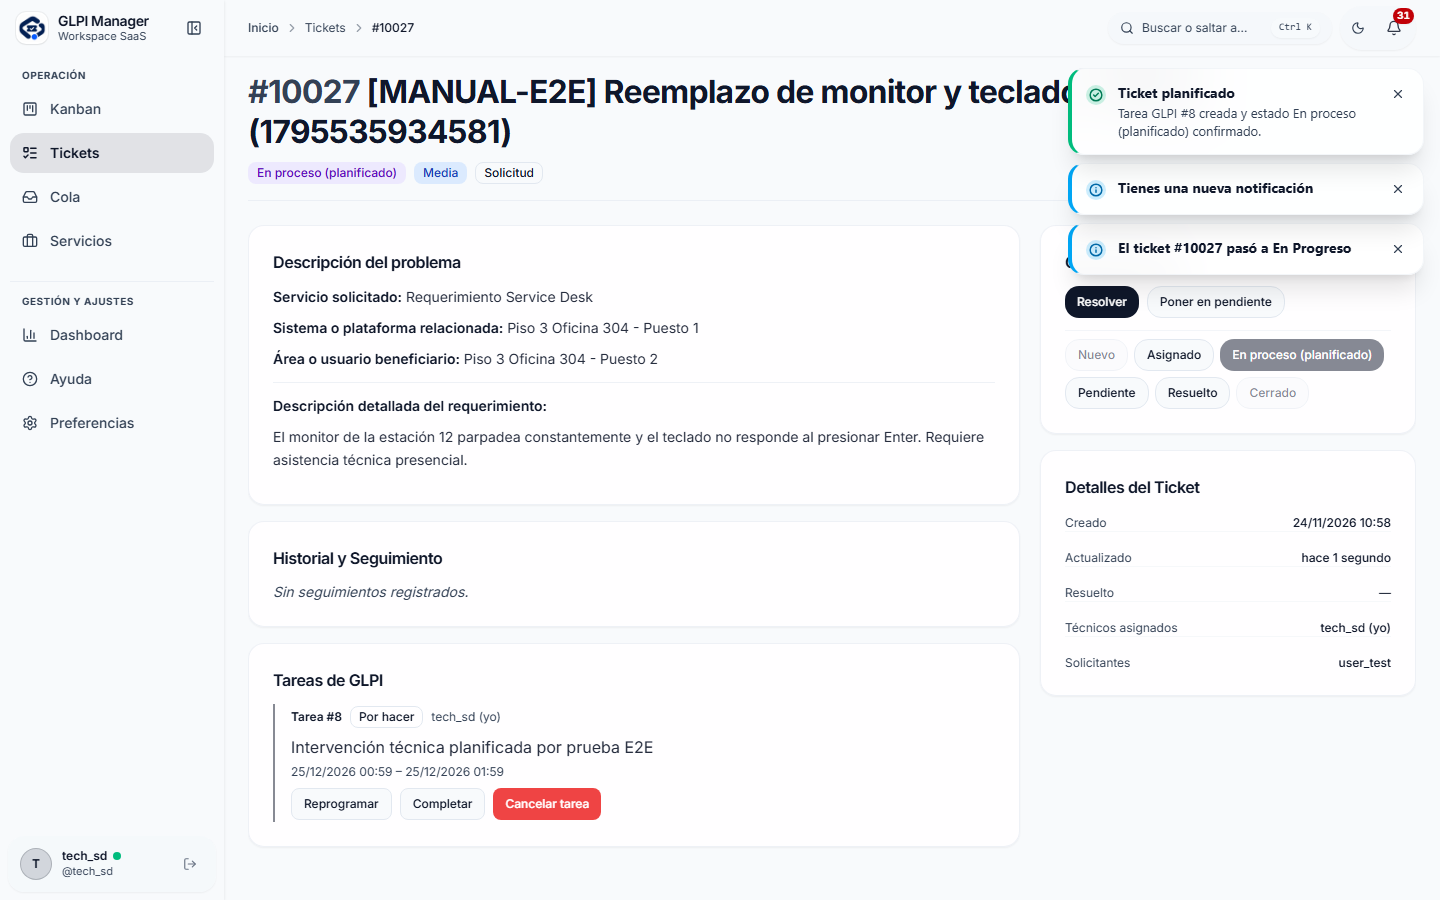 GLPI Manager
Workspace SaaS
OPERACIÓN
Kanban
Tickets
Cola
Servicios
GESTIÓN Y AJUSTES
Dashboard
Ayuda
Preferencias
T
tech_sd
@tech_sd
Inicio > Tickets > #10027
Buscar o saltar a... Ctrl K
31
#10027 [MANUAL-E2E] Reemplazo de monitor y teclado
(1795535934581)
En proceso (planificado) Media Solicitud
Ticket planificado
Tarea GLPI #8 creada y estado En proceso
(planificado) confirmado.
Tienes una nueva notificación
El ticket #10027 pasó a En Progreso
Descripción del problema
Servicio solicitado: Requerimiento Service Desk
Sistema o plataforma relacionada: Piso 3 Oficina 304 - Puesto 1
Área o usuario beneficiario: Piso 3 Oficina 304 - Puesto 2
Descripción detallada del requerimiento:
El monitor de la estación 12 parpadea constantemente y el teclado no responde al presionar Enter. Requiere
asistencia técnica presencial.
Historial y Seguimiento
Sin seguimientos registrados.
Tareas de GLPI
Tarea #8 Por hacer tech_sd (yo)
Intervención técnica planificada por prueba E2E
25/12/2026 00:59 – 25/12/2026 01:59
Reprogramar Completar Cancelar tarea
Resolver Poner en pendiente
Nuevo Asignado En proceso (planificado)
Pendiente Resuelto Cerrado
Detalles del Ticket
Creado 24/11/2026 10:58
Actualizado hace 1 segundo
Resuelto —
Técnicos asignados tech_sd (yo)
Solicitantes user_test